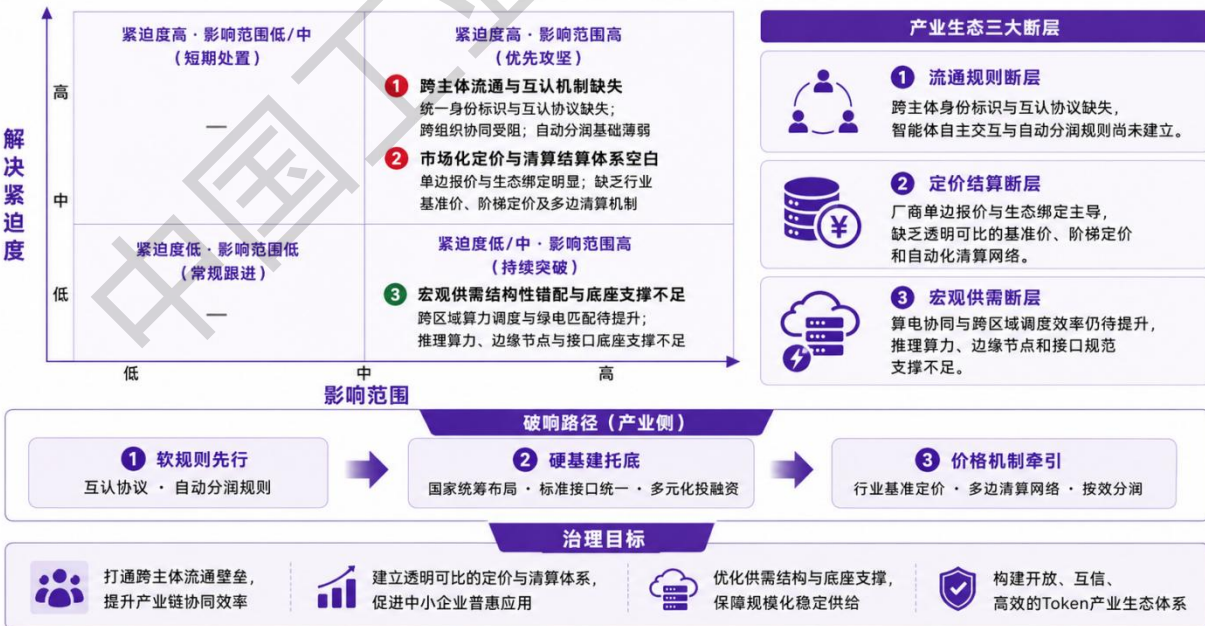 紧迫度高·影响范围低/中
(短期处置)
—
紧迫度高·影响范围高
(优先攻坚)
1 跨主体流通与互认机制缺失
统一身份标识与互认协议缺失；
跨组织协同受阻；自动分润基础薄弱
2 市场化定价与清算结算体系空白
单边报价与生态绑定明显；缺乏行业
基准价、阶梯定价及多边清算机制
紧迫度低·影响范围低
(常规跟进)
—
紧迫度低/中·影响范围高
(持续突破)
3 宏观供需结构性错配与底座支撑不足
跨区域算力调度与绿电匹配待提升；
推理算力、边缘节点与接口底座支撑不足
解决紧迫度
高
中
低
低
中
高
影响范围
产业生态三大断层
1 流通规则断层
跨主体身份标识与互认协议缺失，
智能体自主交互与自动分润规则尚未建立。
2 定价结算断层
厂商单边报价与生态绑定主导，
缺乏透明可比的基准价、阶梯定价
和自动化清算网络。
¥
3 宏观供需断层
算电协同与跨区域调度效率仍待提升，
推理算力、边缘节点和接口规范
支撑不足。
破响路径（产业侧）
1 软规则先行
互认协议 · 自动分润规则
2 硬基建托底
国家统筹布局 · 标准接口统一 · 多元化投融资
3 价格机制牵引
行业基准定价 · 多边清算网络 · 按效分润
治理目标
打通跨主体流通壁垒，
提升产业链协同效率
建立透明可比的定价与清算体系，
促进中小企业普惠应用
优化供需结构与底座支撑，
保障规模化稳定供给
构建开放、互信、
高效的Token产业生态体系
中国工